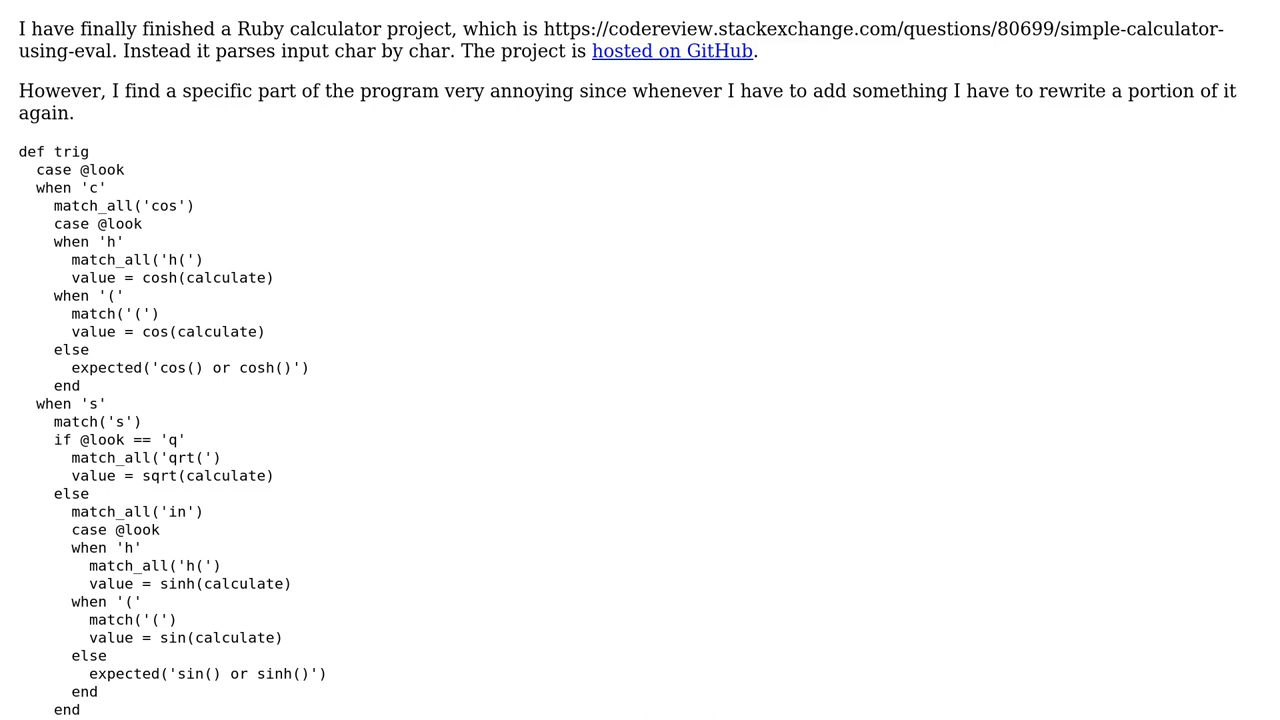 I have finally finished a Ruby calculator project, which is https://codereview.stackexchange.com/questions/80699/simple-calculator-
using-eval. Instead it parses input char by char. The project is hosted on GitHub.
However, I find a specific part of the program very annoying since whenever I have to add something I have to rewrite a portion of it
again.
def trig
  case @look
  when 'c'
    match_all('cos')
    case @look
    when 'h'
      match_all('h(')
      value = cosh(calculate)
    when '('
      match('(')
      value = cos(calculate)
    else
      expected('cos() or cosh()')
    end
  when 's'
    match('s')
    if @look == 'q'
      match_all('qrt(')
      value = sqrt(calculate)
    else
      match_all('in')
      case @look
      when 'h'
        match_all('h(')
        value = sinh(calculate)
      when '('
        match('(')
        value = sin(calculate)
      else
        expected('sin() or sinh()')
      end
    end